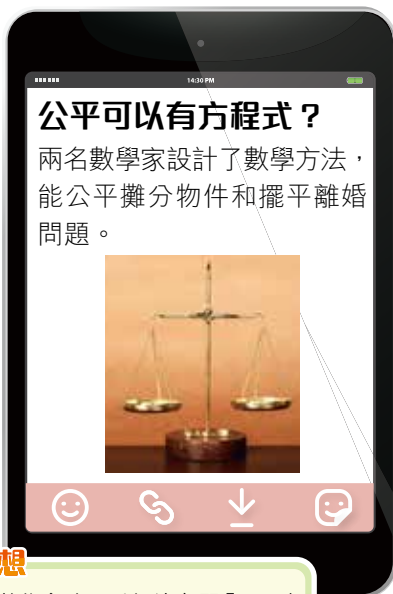 14:30 PM
公平可以有方程式？
兩名數學家設計了數學方法，
能公平攤分物件和擺平離婚
問題。
想